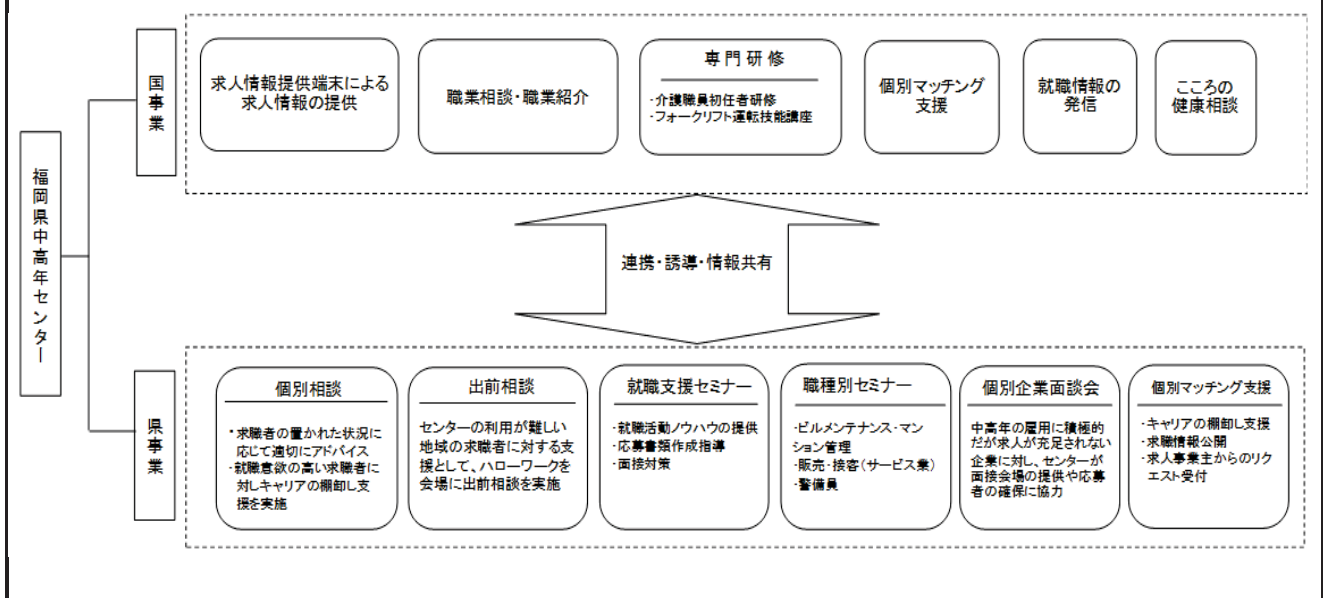 福岡県中高年センター
国事業
求人情報提供端末による
求人情報の提供
職業相談・職業紹介
専門研修
・介護職員初任者研修
・フォークリフト運転技能講座
個別マッチング
支援
就職情報の
発信
こころの
健康相談
連携・誘導・情報共有
県事業
個別相談
・求職者の置かれた状況に
応じて適切にアドバイス
・就職意欲の高い求職者に
対しキャリアの棚卸し支
援を実施
出前相談
センターの利用が難しい
地域の求職者に対する支
援として、ハローワークを
会場に出前相談を実施
就職支援セミナー
・就職活動ノウハウの提供
・応募書類作成指導
・面接対策
職種別セミナー
・ビルメンテナンス・マン
ション管理
・販売・接客(サービス業)
・警備員
個別企業面談会
中高年の雇用に積極的
だが求人が充足されない
企業に対し、センターが
面接会場の提供や応募
者の確保に協力
個別マッチング支援
・キャリアの棚卸し支援
・求職情報公開
・求人事業主からのリク
エスト受付